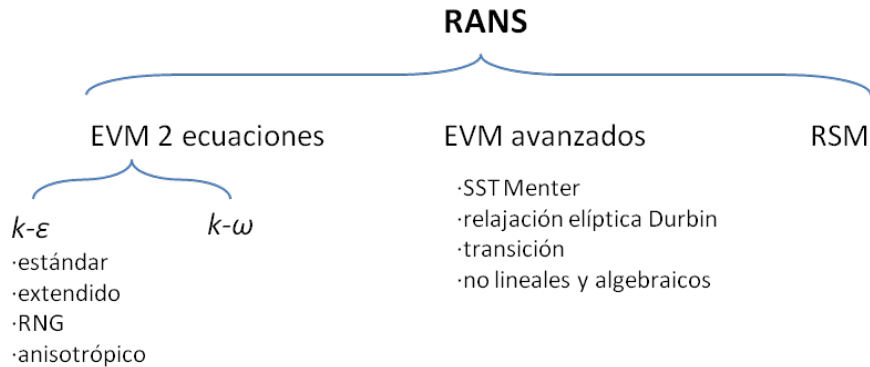 RANS
EVM 2 ecuaciones
EVM avanzados
RSM
k-ε
·estándar
·extendido
·RNG
·anisotrópico
k-ω
·SST Menter
·relajación elíptica Durbin
·transición
·no lineales y algebraicos